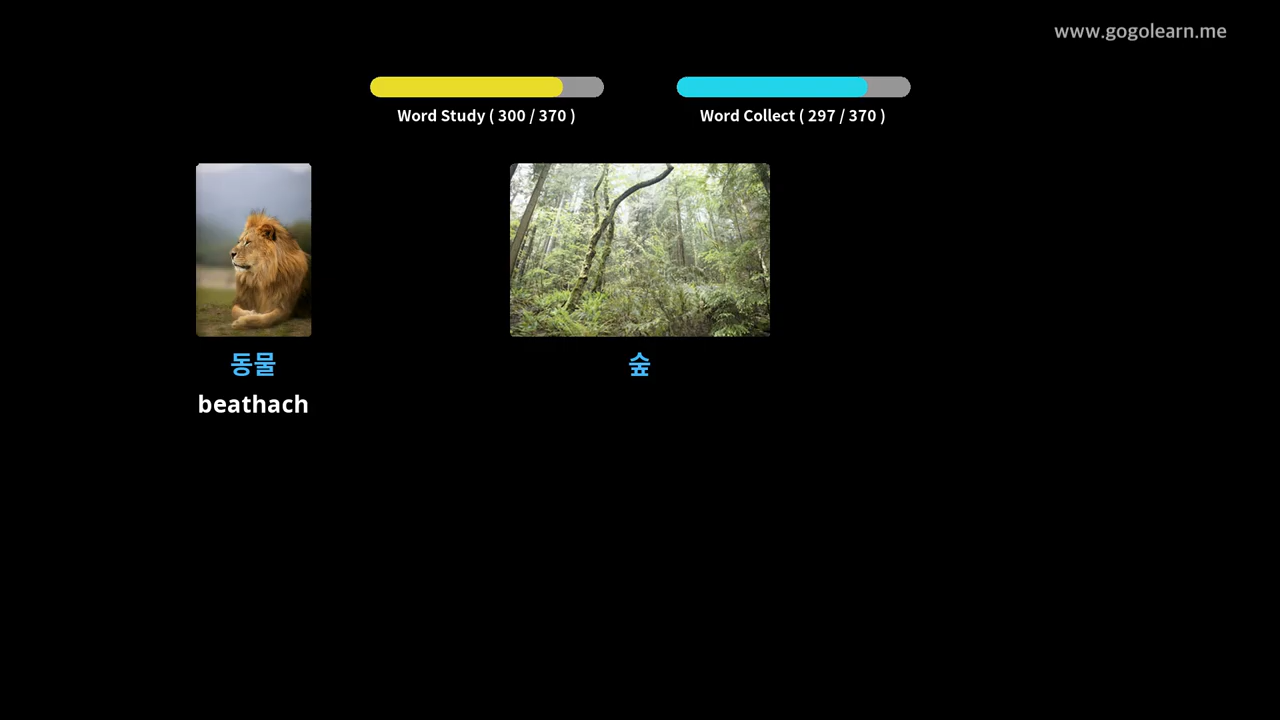 www.gogolearn.me
Word Study ( 300 / 370 )
Word Collect ( 297 / 370 )
동물
숲
beathach